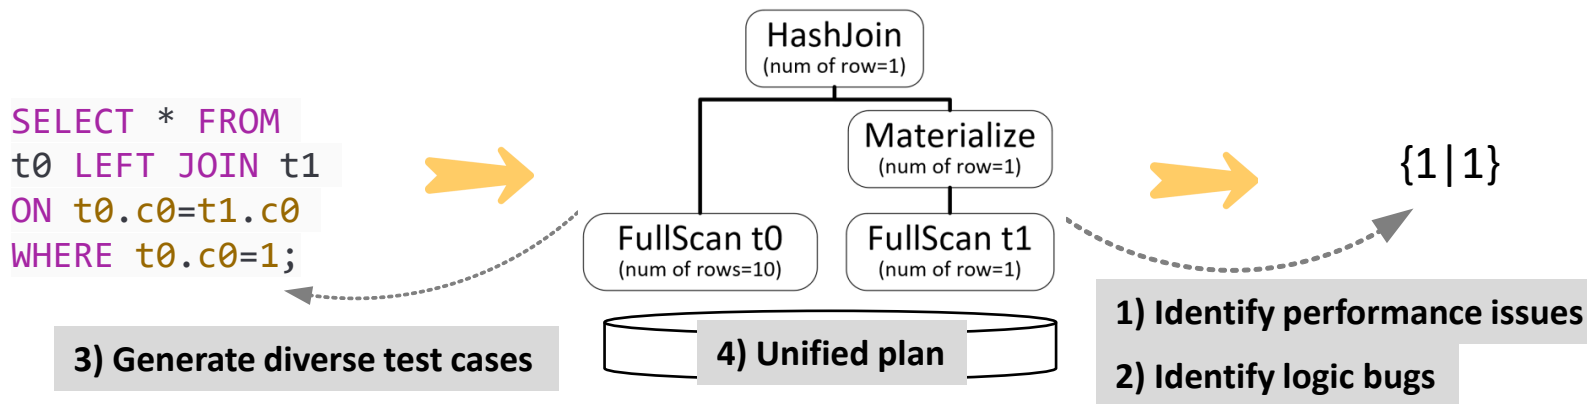 SELECT * FROM
t0 LEFT JOIN t1
ON t0.c0=t1.c0
WHERE t0.c0=1;
3) Generate diverse test cases
HashJoin
(num of row=1)
Materialize
(num of row=1)
FullScan t0
(num of rows=10)
FullScan t1
(num of row=1)
4) Unified plan
{1|1}
1) Identify performance issues
2) Identify logic bugs